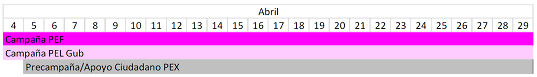 Abril
4 5 6 7 8 9 10 11 12 13 14 15 16 17 18 19 20 21 22 23 24 25 26 27 28 29
Campaña PEF
Campaña PEL Gub
Precampaña/Apoyo Ciudadano PEX